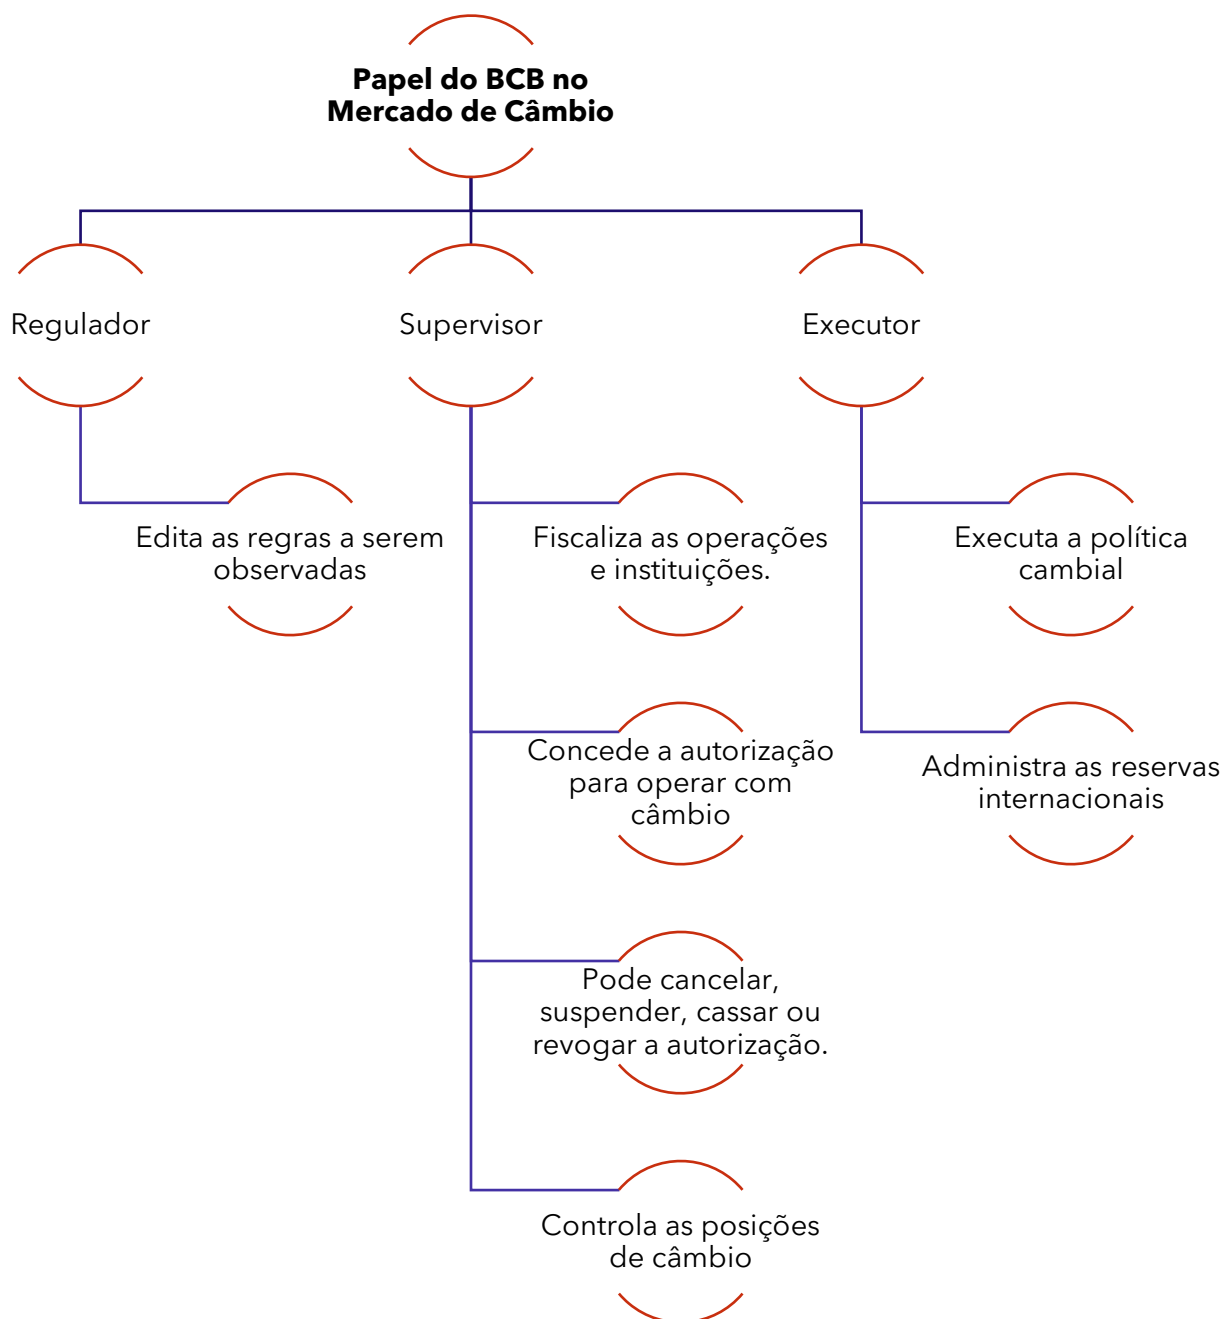 Papel do BCB no
Mercado de Câmbio
Regulador
Supervisor
Executor
Edita as regras a serem
observadas
Fiscaliza as operações
e instituições.
Executa a política
cambial
Concede a autorização
para operar com
câmbio
Administra as reservas
internacionais
Pode cancelar,
suspender, cassar ou
revogar a autorização.
Controla as posições
de câmbio